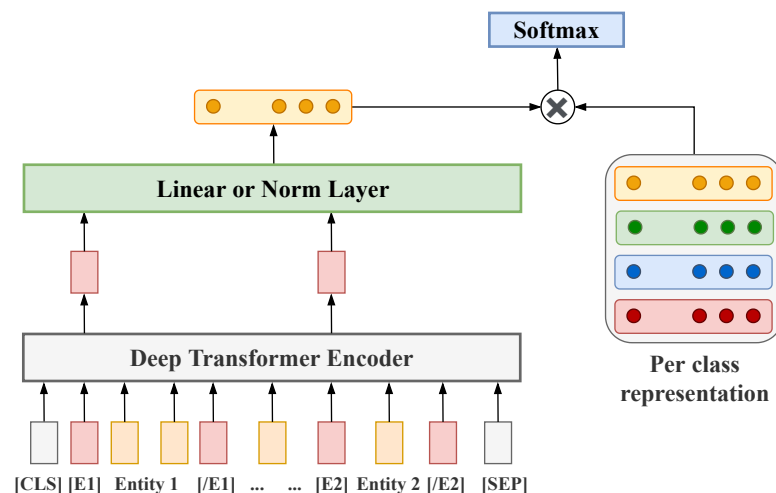 Softmax
Linear or Norm Layer
Deep Transformer Encoder
Per class
representation
[CLS] [E1] Entity 1 [/E1] ... ... [E2] Entity 2 [/E2] [SEP]